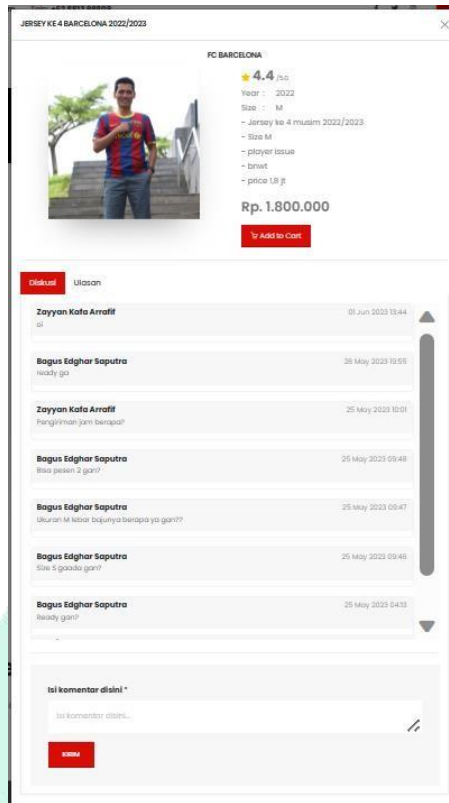 JERSEY KE 4 BARCELONA 2022/2023
FC BARCELONA
4.4 /5.0
Year : 2022
Size : M
- Jersey ke 4 musim 2022/2023
- Size M
- player issue
- bnwt
- price 1,8 jt
Rp. 1.800.000
Add to Cart
Diskusi Ulasan
Zayyan Kafa Arrafif 01 Jun 2023 13:44
oi
Bagus Edghar Saputra 26 May 2023 10:55
ready ga
Zayyan Kafa Arrafif 25 May 2023 10:01
Pengiriman jam berapa?
Bagus Edghar Saputra 25 May 2023 09:48
Bisa pesen 2 gan?
Bagus Edghar Saputra 25 May 2023 09:47
Ukuran M lebar bajunya berapa ya gan??
Bagus Edghar Saputra 25 May 2023 09:46
Size S gaada gan?
Bagus Edghar Saputra 25 May 2023 04:13
Ready gan?
Isi komentar disini *
Isi komentar disini...
KIRIM